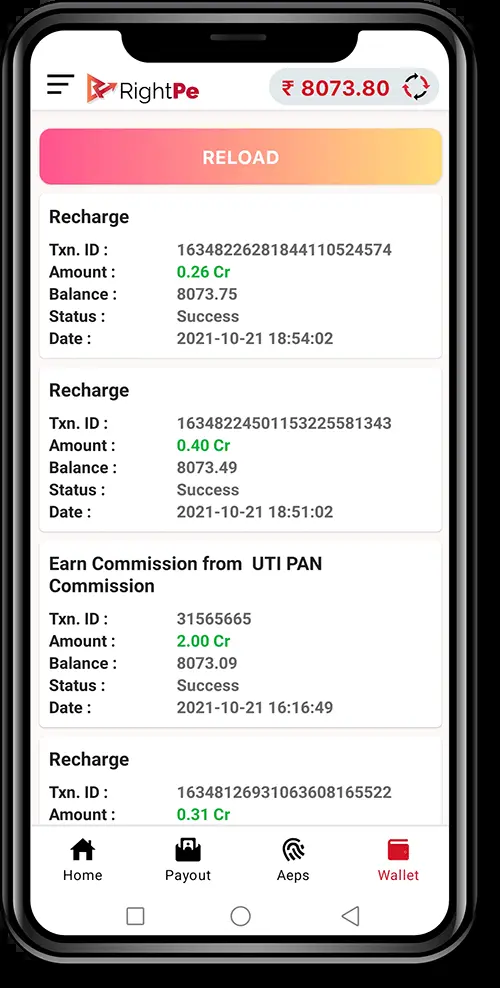 RightPe
₹ 8073.80
RELOAD
Recharge
Txn. ID : 16348226281844110524574
Amount : 0.26 Cr
Balance : 8073.75
Status : Success
Date : 2021-10-21 18:54:02
Recharge
Txn. ID : 16348224501153225581343
Amount : 0.40 Cr
Balance : 8073.49
Status : Success
Date : 2021-10-21 18:51:02
Earn Commission from UTI PAN
Commission
Txn. ID : 31565665
Amount : 2.00 Cr
Balance : 8073.09
Status : Success
Date : 2021-10-21 16:16:49
Recharge
Txn. ID : 16348126931063608165522
Amount : 0.31 Cr
Home Payout Aeps Wallet